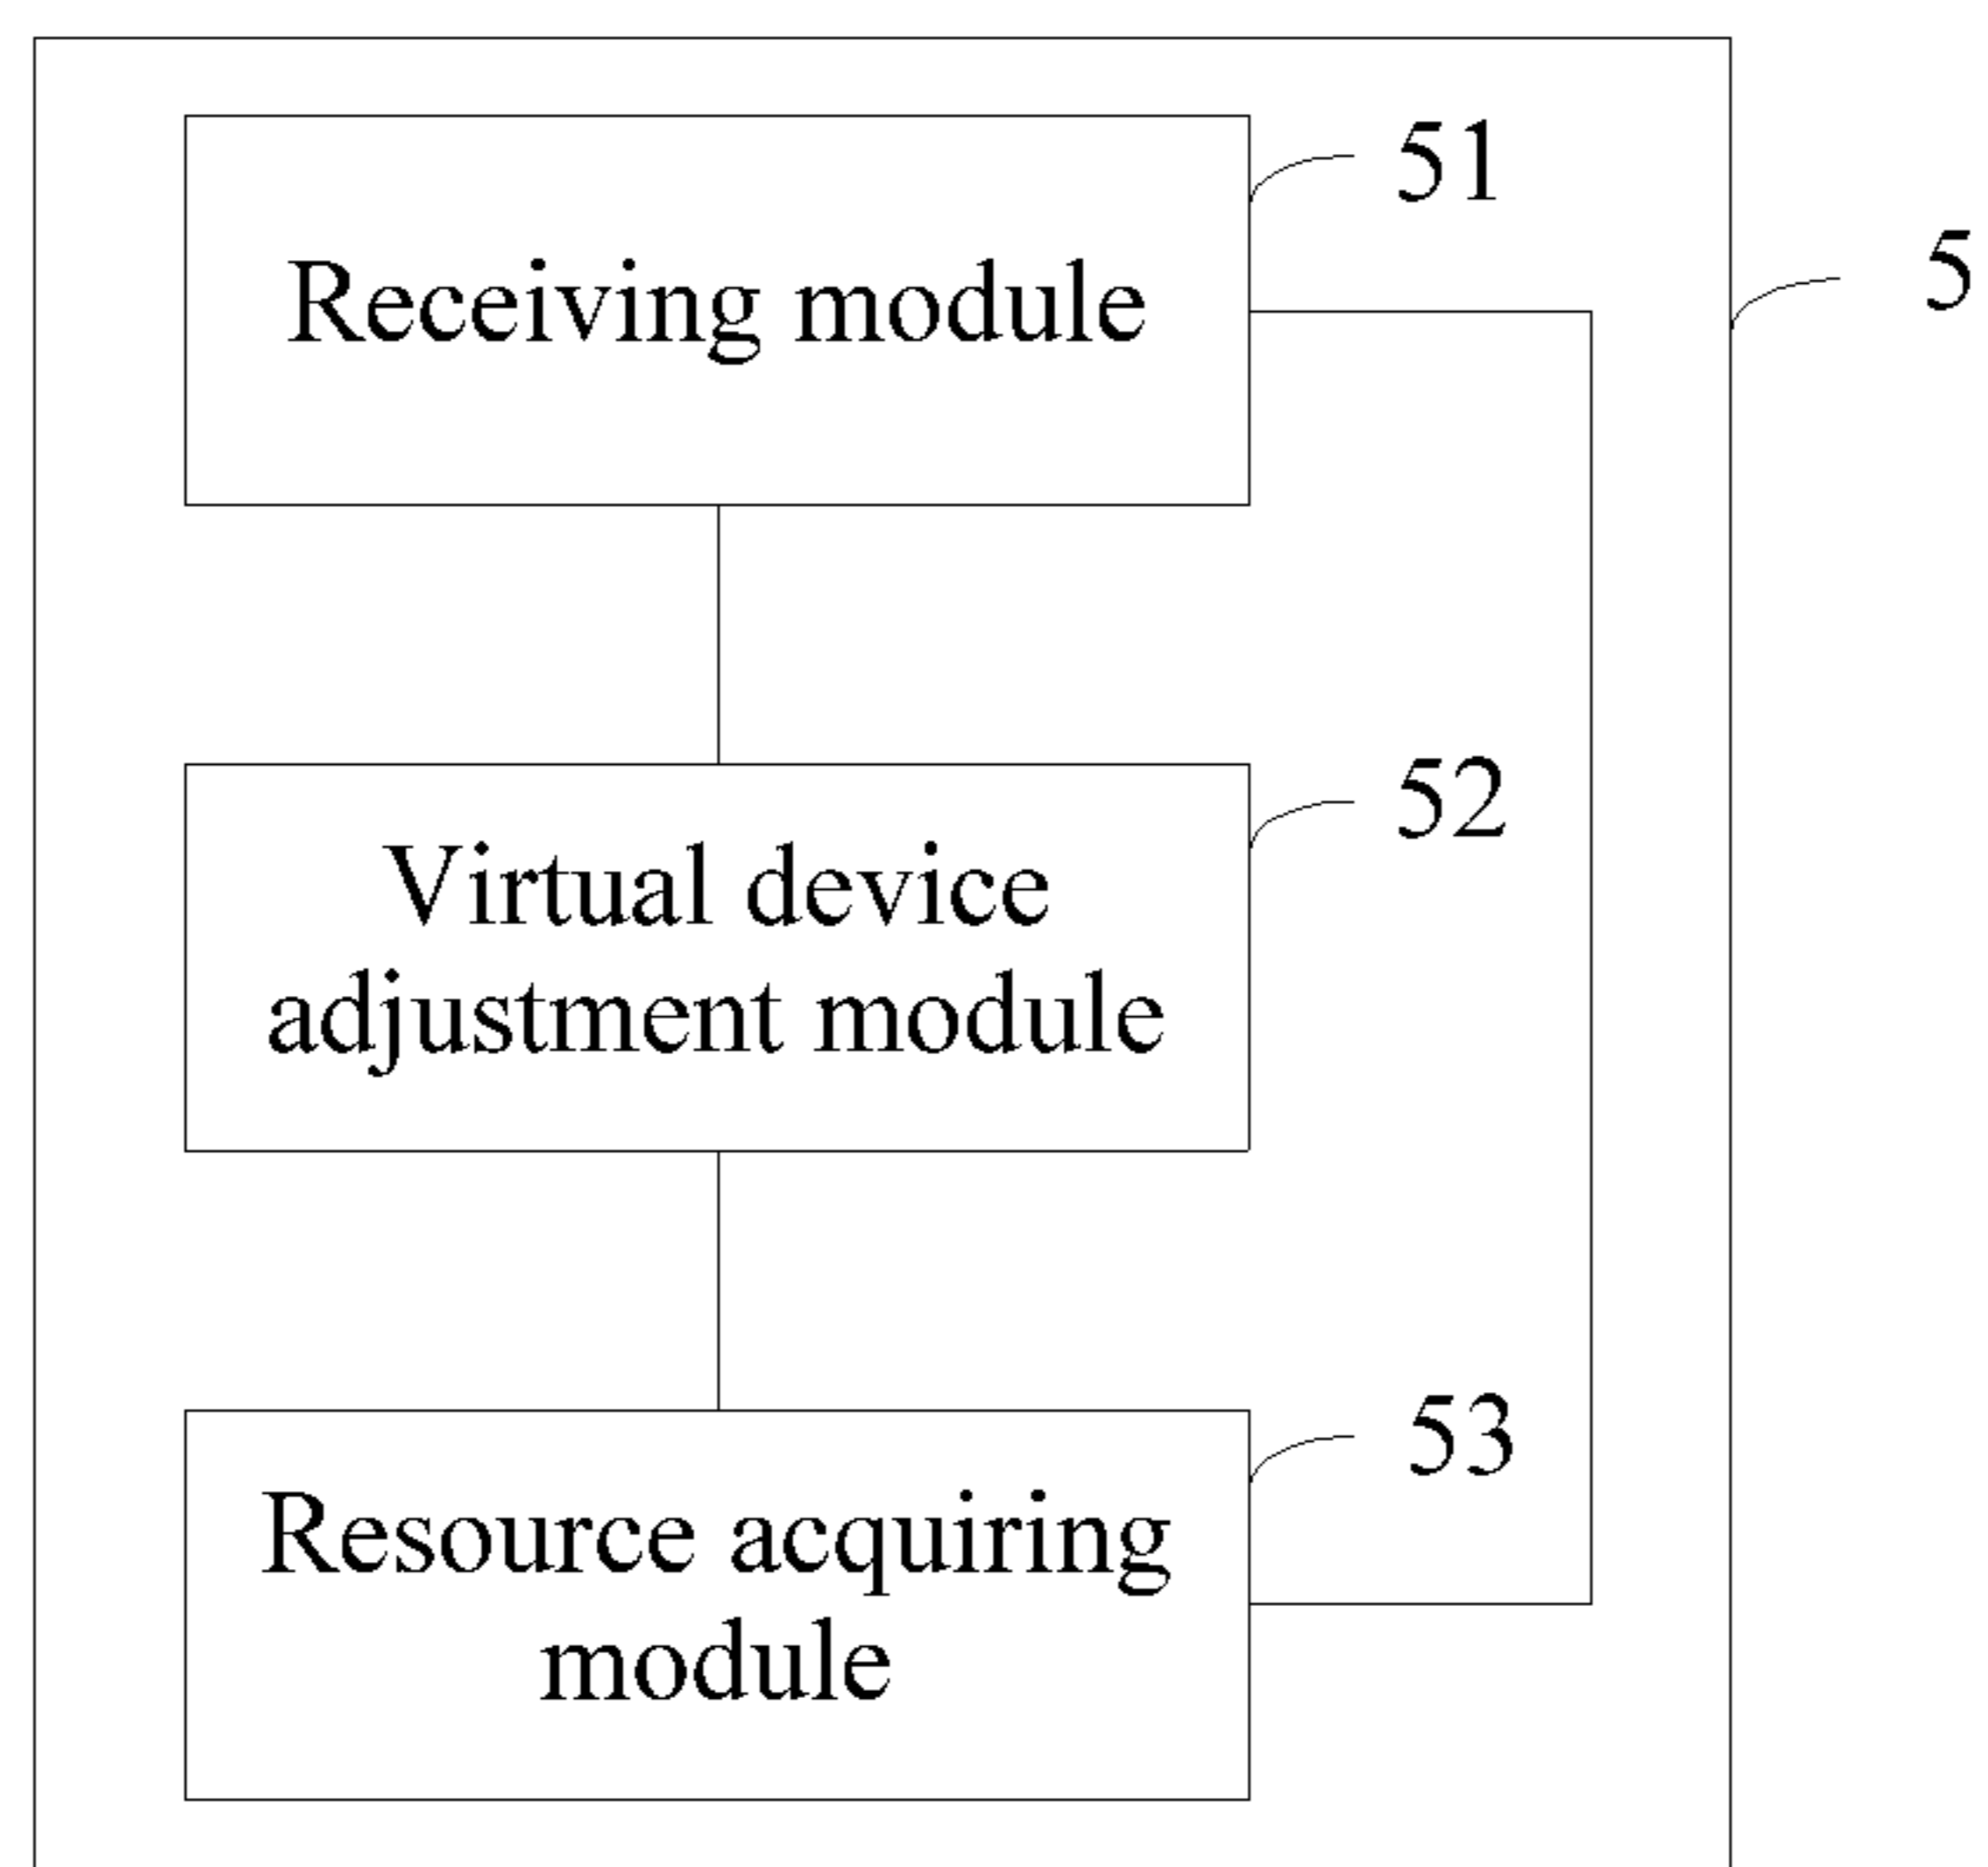 51
Receiving module
5
52
Virtual device
adjustment module
53
Resource acquiring
module